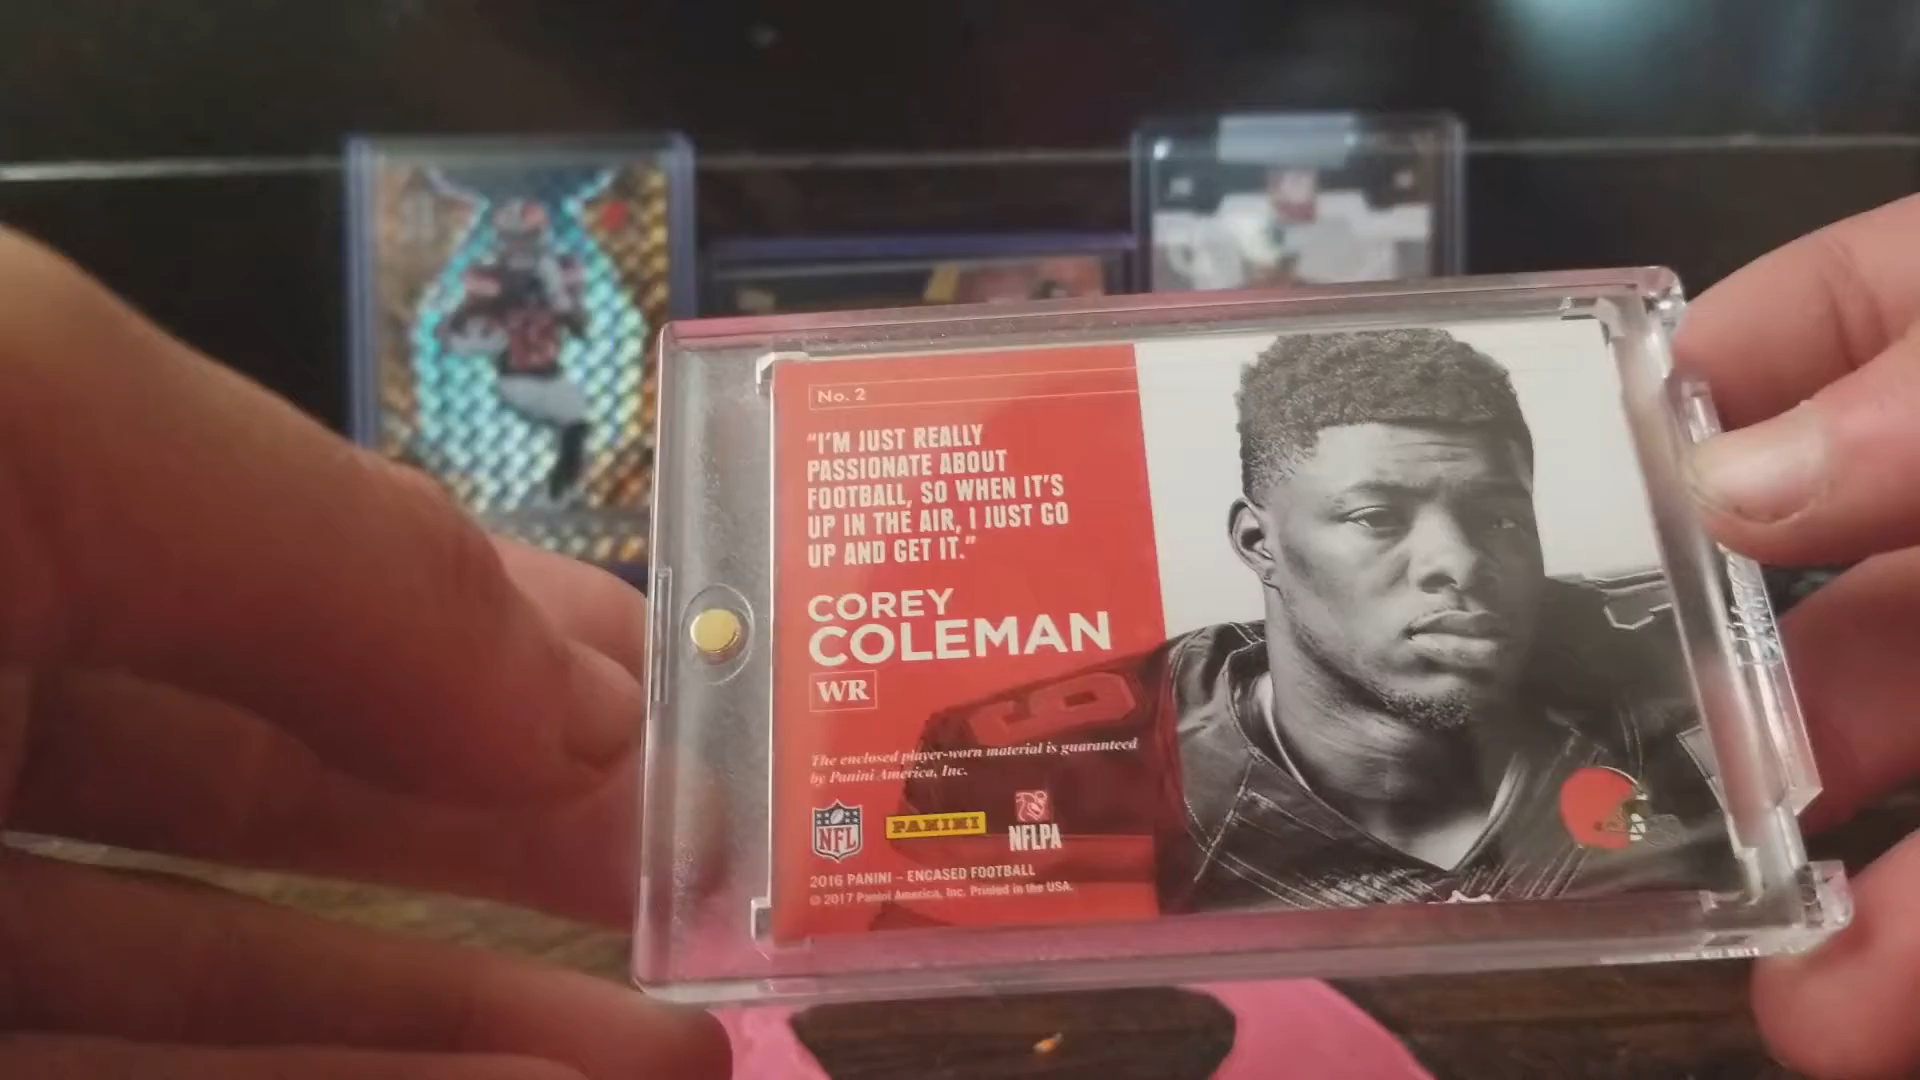 No. 2
"I'M JUST REALLY
PASSIONATE ABOUT
FOOTBALL, SO WHEN IT'S
UP IN THE AIR, I JUST GO
UP AND GET IT."
COREY
COLEMAN
WR
The enclosed player-worn material is guaranteed
by Panini America, Inc.
NFL
PANINI
NFLPA
2016 PANINI – ENCASED FOOTBALL
© 2017 Panini America, Inc. Printed in the USA.